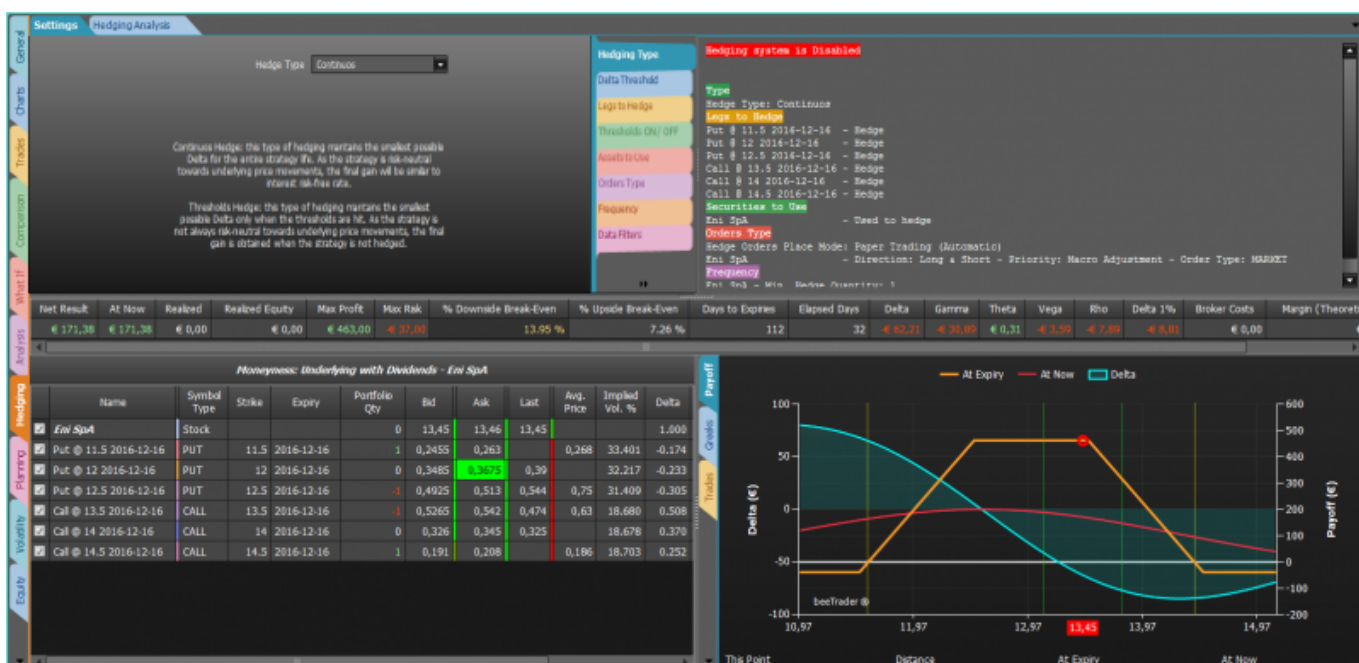 Settings Hedging Analysis
General
Charts
Trades
Comparison
What If
Analysis
Hedging
Planning
Volatility
Equity
Hedge Type Continuos
Continuos Hedge: this type of hedging mantains the smallest possible
Delta for the entire strategy life. As the strategy is risk-neutral
towards underlying price movements, the final gain will be similar to
interest risk-free rate.
Thresholds Hedge: this type of hedging mantains the smallest
possible Delta only when the thresholds are hit. As the strategy is
not always risk-neutral towards underlying price movements, the final
gain is obtained when the strategy is not hedged.
Hedging Type
Delta Threshold
Legs to Hedge
Thresholds ON/ OFF
Assets to Use
Orders Type
Frequency
Data Filters
Hedging system is Disabled
Type
Hedge Type: Continuos
Legs to Hedge
Put @ 11.5 2016-12-16 - Hedge
Put @ 12 2016-12-16 - Hedge
Put @ 12.5 2016-12-16 - Hedge
Call @ 13.5 2016-12-16 - Hedge
Call @ 14 2016-12-16 - Hedge
Call @ 14.5 2016-12-16 - Hedge
Securities to Use
Eni SpA - Used to hedge
Orders Type
Hedge Orders Place Mode: Paper Trading (Automatic)
Eni SpA - Direction: Long & Short - Priority: Macro Adjustment - Order Type: MARKET
Frequency
Eni SpA - Min. Hedge Quantity: 1
Net Result At Now Realized Realized Equity Max Profit Max Risk % Downside Break-Even % Upside Break-Even Days to Expiries Elapsed Days Delta Gamma Theta Vega Rho Delta 1% Broker Costs Margin (Theoreti
€ 171,38 € 171,38 € 0,00 € 0,00 € 463,00 -€ 37,00 13.95 % 7.26 % 112 32 -€ 62,21 -€ 30,89 € 0,31 -€ 3,59 -€ 7,89 -€ 8,81 € 0,00
Moneyness: Underlying with Dividends - Eni SpA
Name Symbol Type Strike Expiry Portfolio Qty Bid Ask Last Avg. Price Implied Vol. % Delta
Eni SpA Stock 0 13,45 13,46 13,45 1.000
Put @ 11.5 2016-12-16 PUT 11.5 2016-12-16 1 0,2455 0,263 0,268 33.401 -0.174
Put @ 12 2016-12-16 PUT 12 2016-12-16 0 0,3485 0,3675 0,39 32.217 -0.233
Put @ 12.5 2016-12-16 PUT 12.5 2016-12-16 -1 0,4925 0,513 0,544 0,75 31.409 -0.305
Call @ 13.5 2016-12-16 CALL 13.5 2016-12-16 -1 0,5265 0,542 0,474 0,63 18.680 0.508
Call @ 14 2016-12-16 CALL 14 2016-12-16 0 0,326 0,345 0,325 18.678 0.370
Call @ 14.5 2016-12-16 CALL 14.5 2016-12-16 1 0,191 0,208 0,186 18.703 0.252
Payoff
Greeks
Trades
At Expiry At Now Delta
Delta (€)
100
50
0
-50
-100
Payoff (€)
600
500
400
300
200
100
0
-100
-200
beeTrader ®
10,97 11,97 12,97 13,45 13,97 14,97
This Point Distance At Expiry At Now